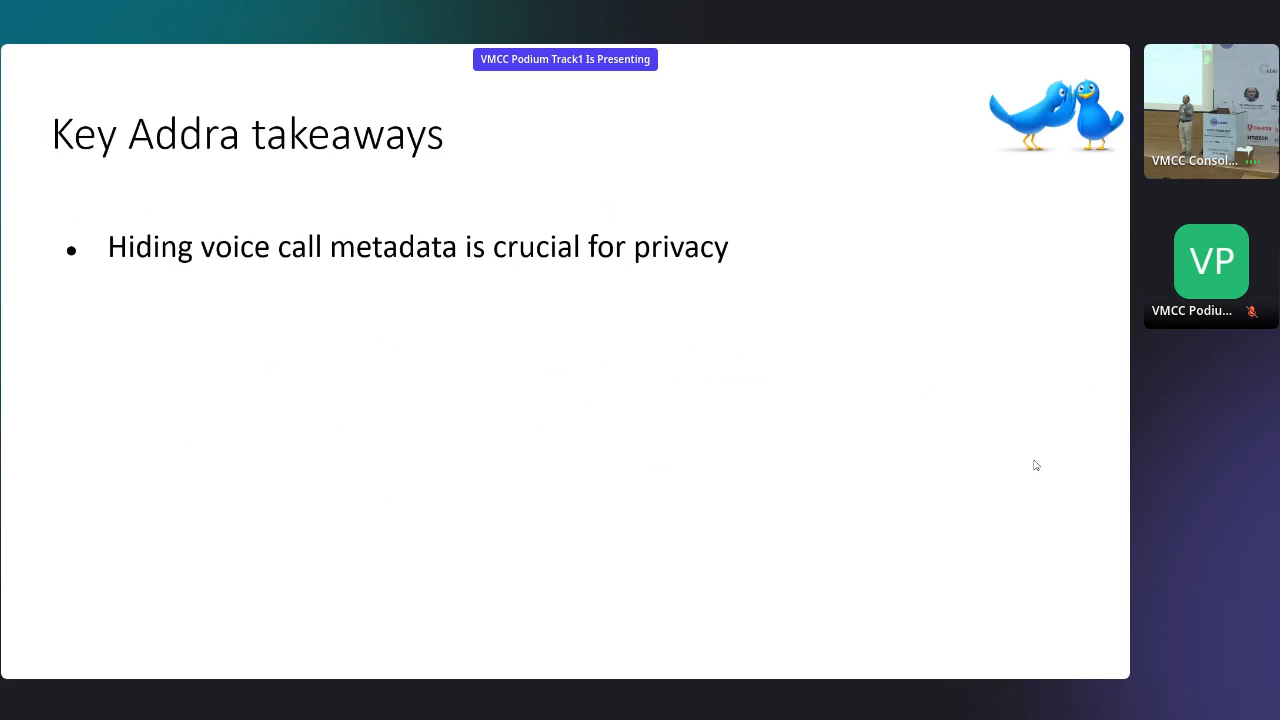 VMCC Podium Track1 Is Presenting
Key Addra takeaways
• Hiding voice call metadata is crucial for privacy
amazon
VMCC Consol...
VP
VMCC Podiu...